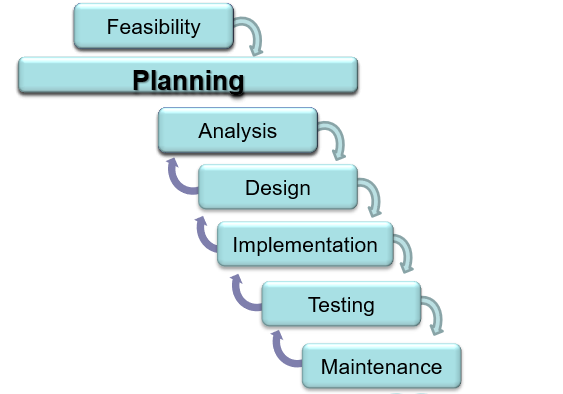 Feasibility
Planning
Analysis
Design
Implementation
Testing
Maintenance